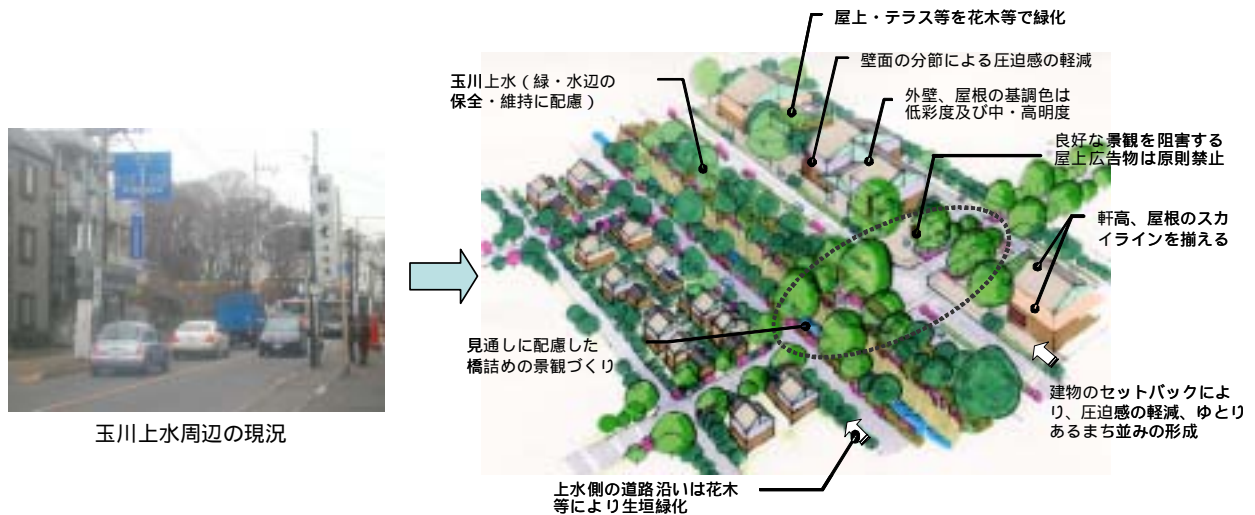 屋上・テラス等を花木等で緑化
壁面の分節による圧迫感の軽減
玉川上水(緑・水辺の
保全・維持に配慮)
外壁、屋根の基調色は
低彩度及び中・高明度
良好な景観を阻害する
屋上広告物は原則禁止
軒高、屋根のスカ
イラインを揃える
見通しに配慮した
橋詰めの景観づくり
建物のセットバックによ
り、圧迫感の軽減、ゆとり
あるまち並みの形成
玉川上水周辺の現況
上水側の道路沿いは花木
等により生垣緑化